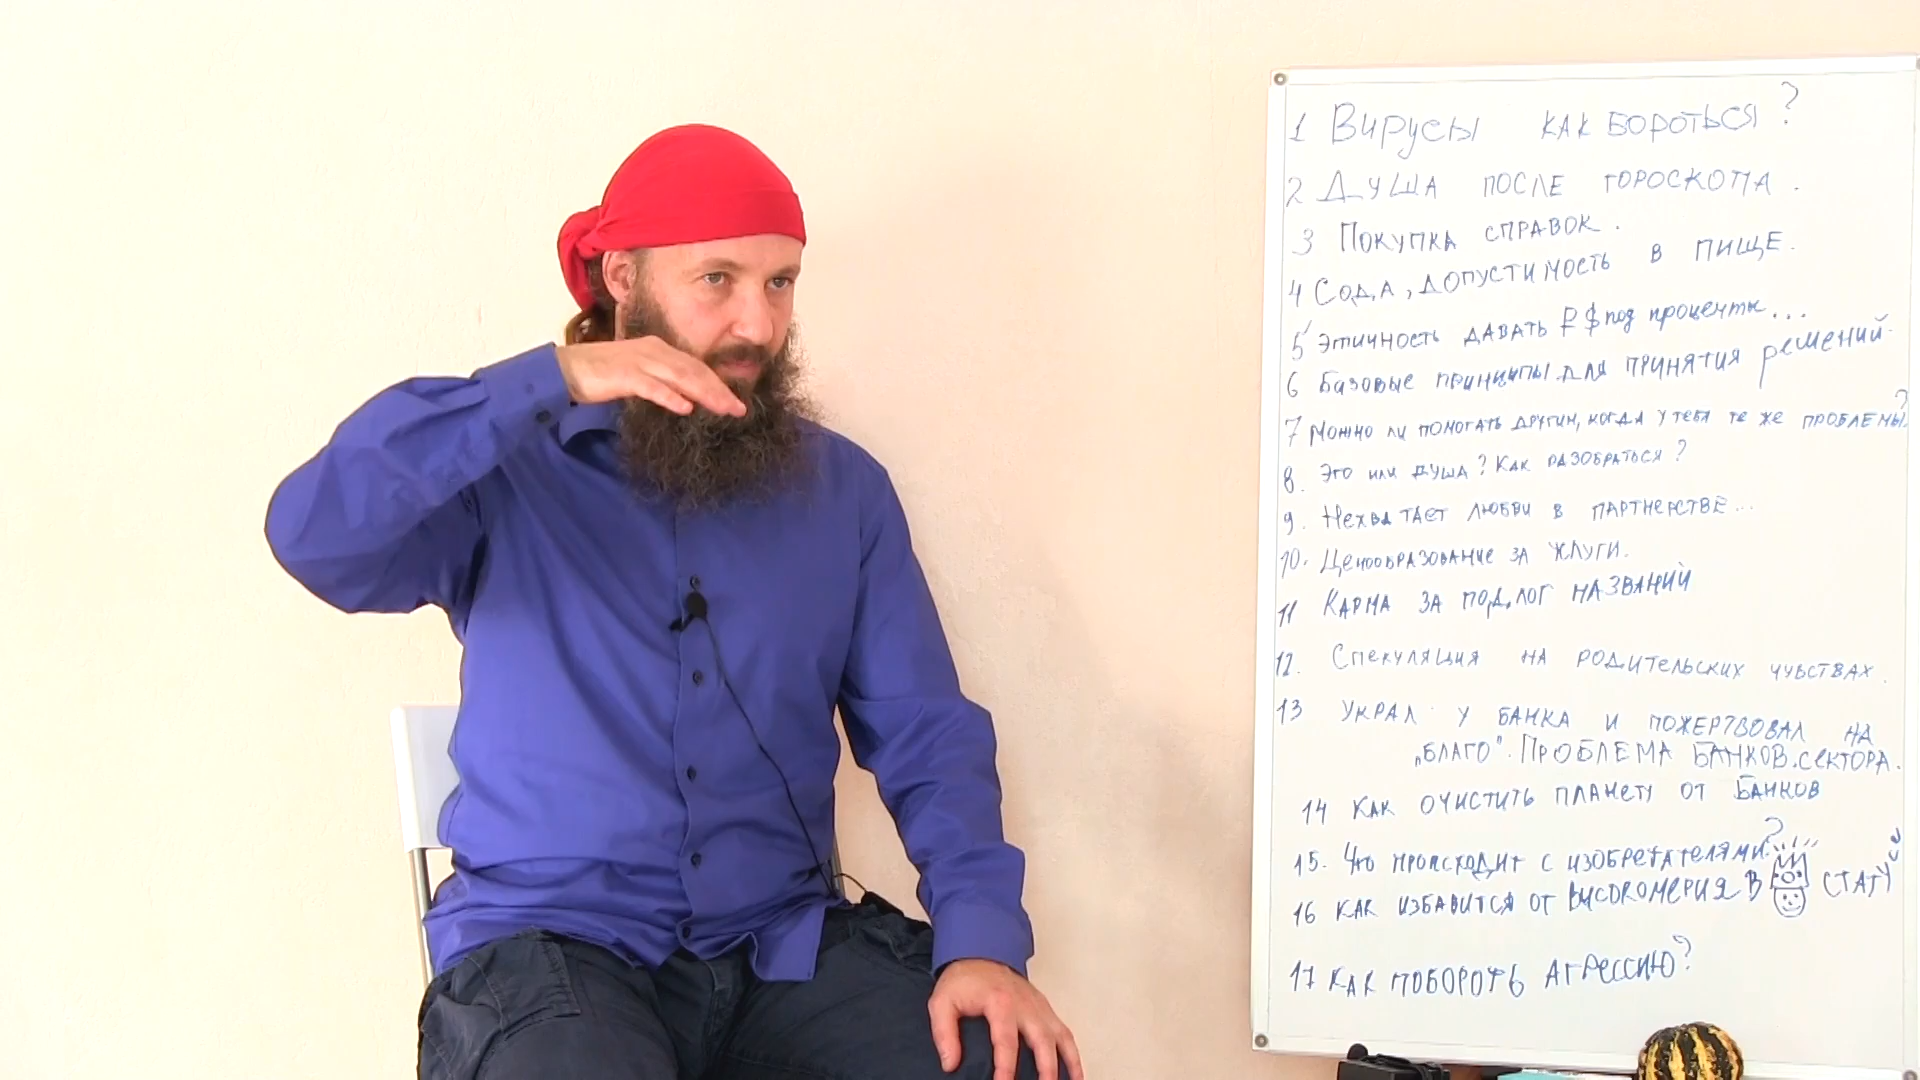 1 Вирусы как бороться?
2 Душа после гороскопа.
3 Покупка справок.
4 Сода, допустимость в пище.
5 Этичность давать ₽ $ под проценты...
6 Базовые принципы для принятия решений.
7 Можно ли помогать другим, когда у тебя те же проблемы?
8. Эго или душа? Как разобраться?
9. Нехватает любви в партнерстве...
10. Ценообразование за услуги.
11 Карма за подлог названий
12. Спекуляция на родительских чувствах.
13 Украл у банка и пожертвовал на
„благо". Проблема банков. сектора.
14 Как очистить планету от Банков
15. Что происходит с изобретателями?
16 Как избавится от высокомерия в статусе
17 Как побороть агрессию?